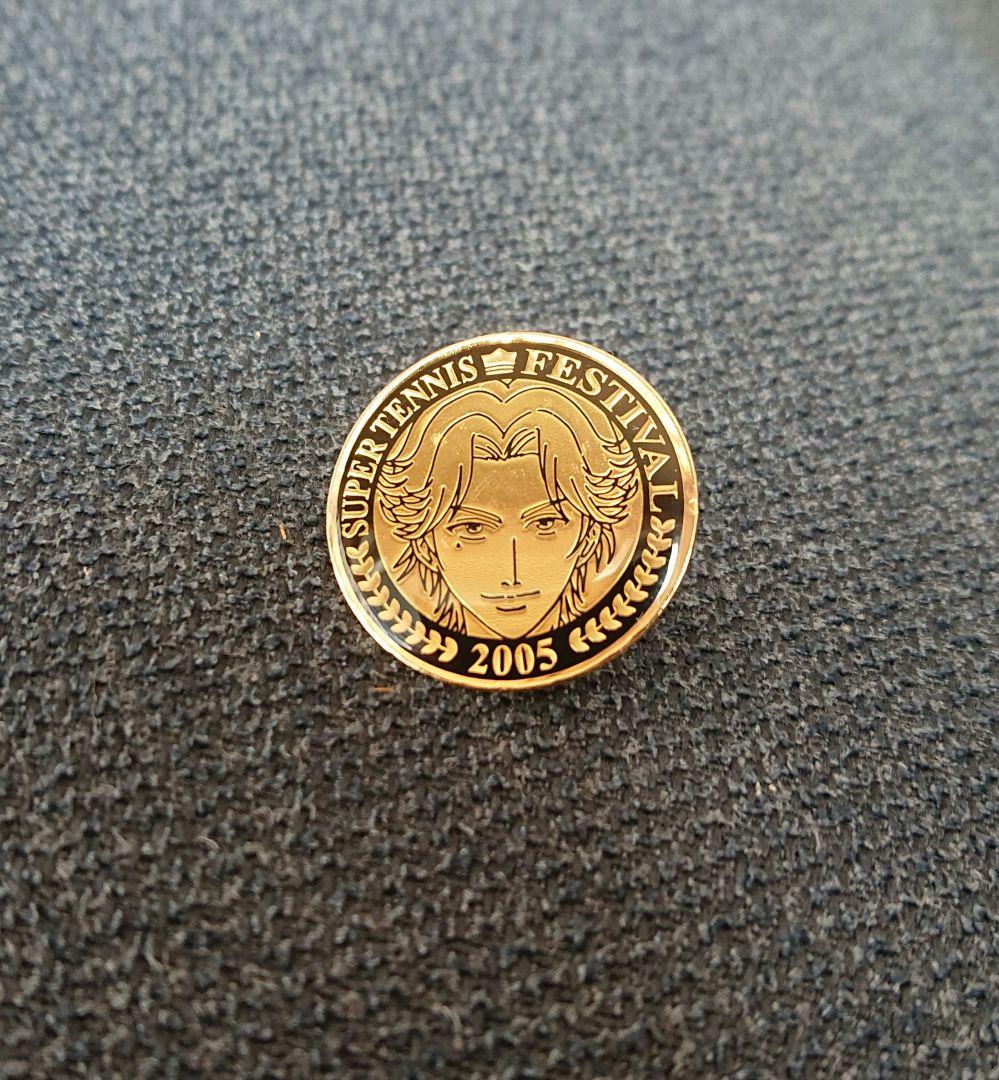 SUPER TENNIS FESTIVAL
2005